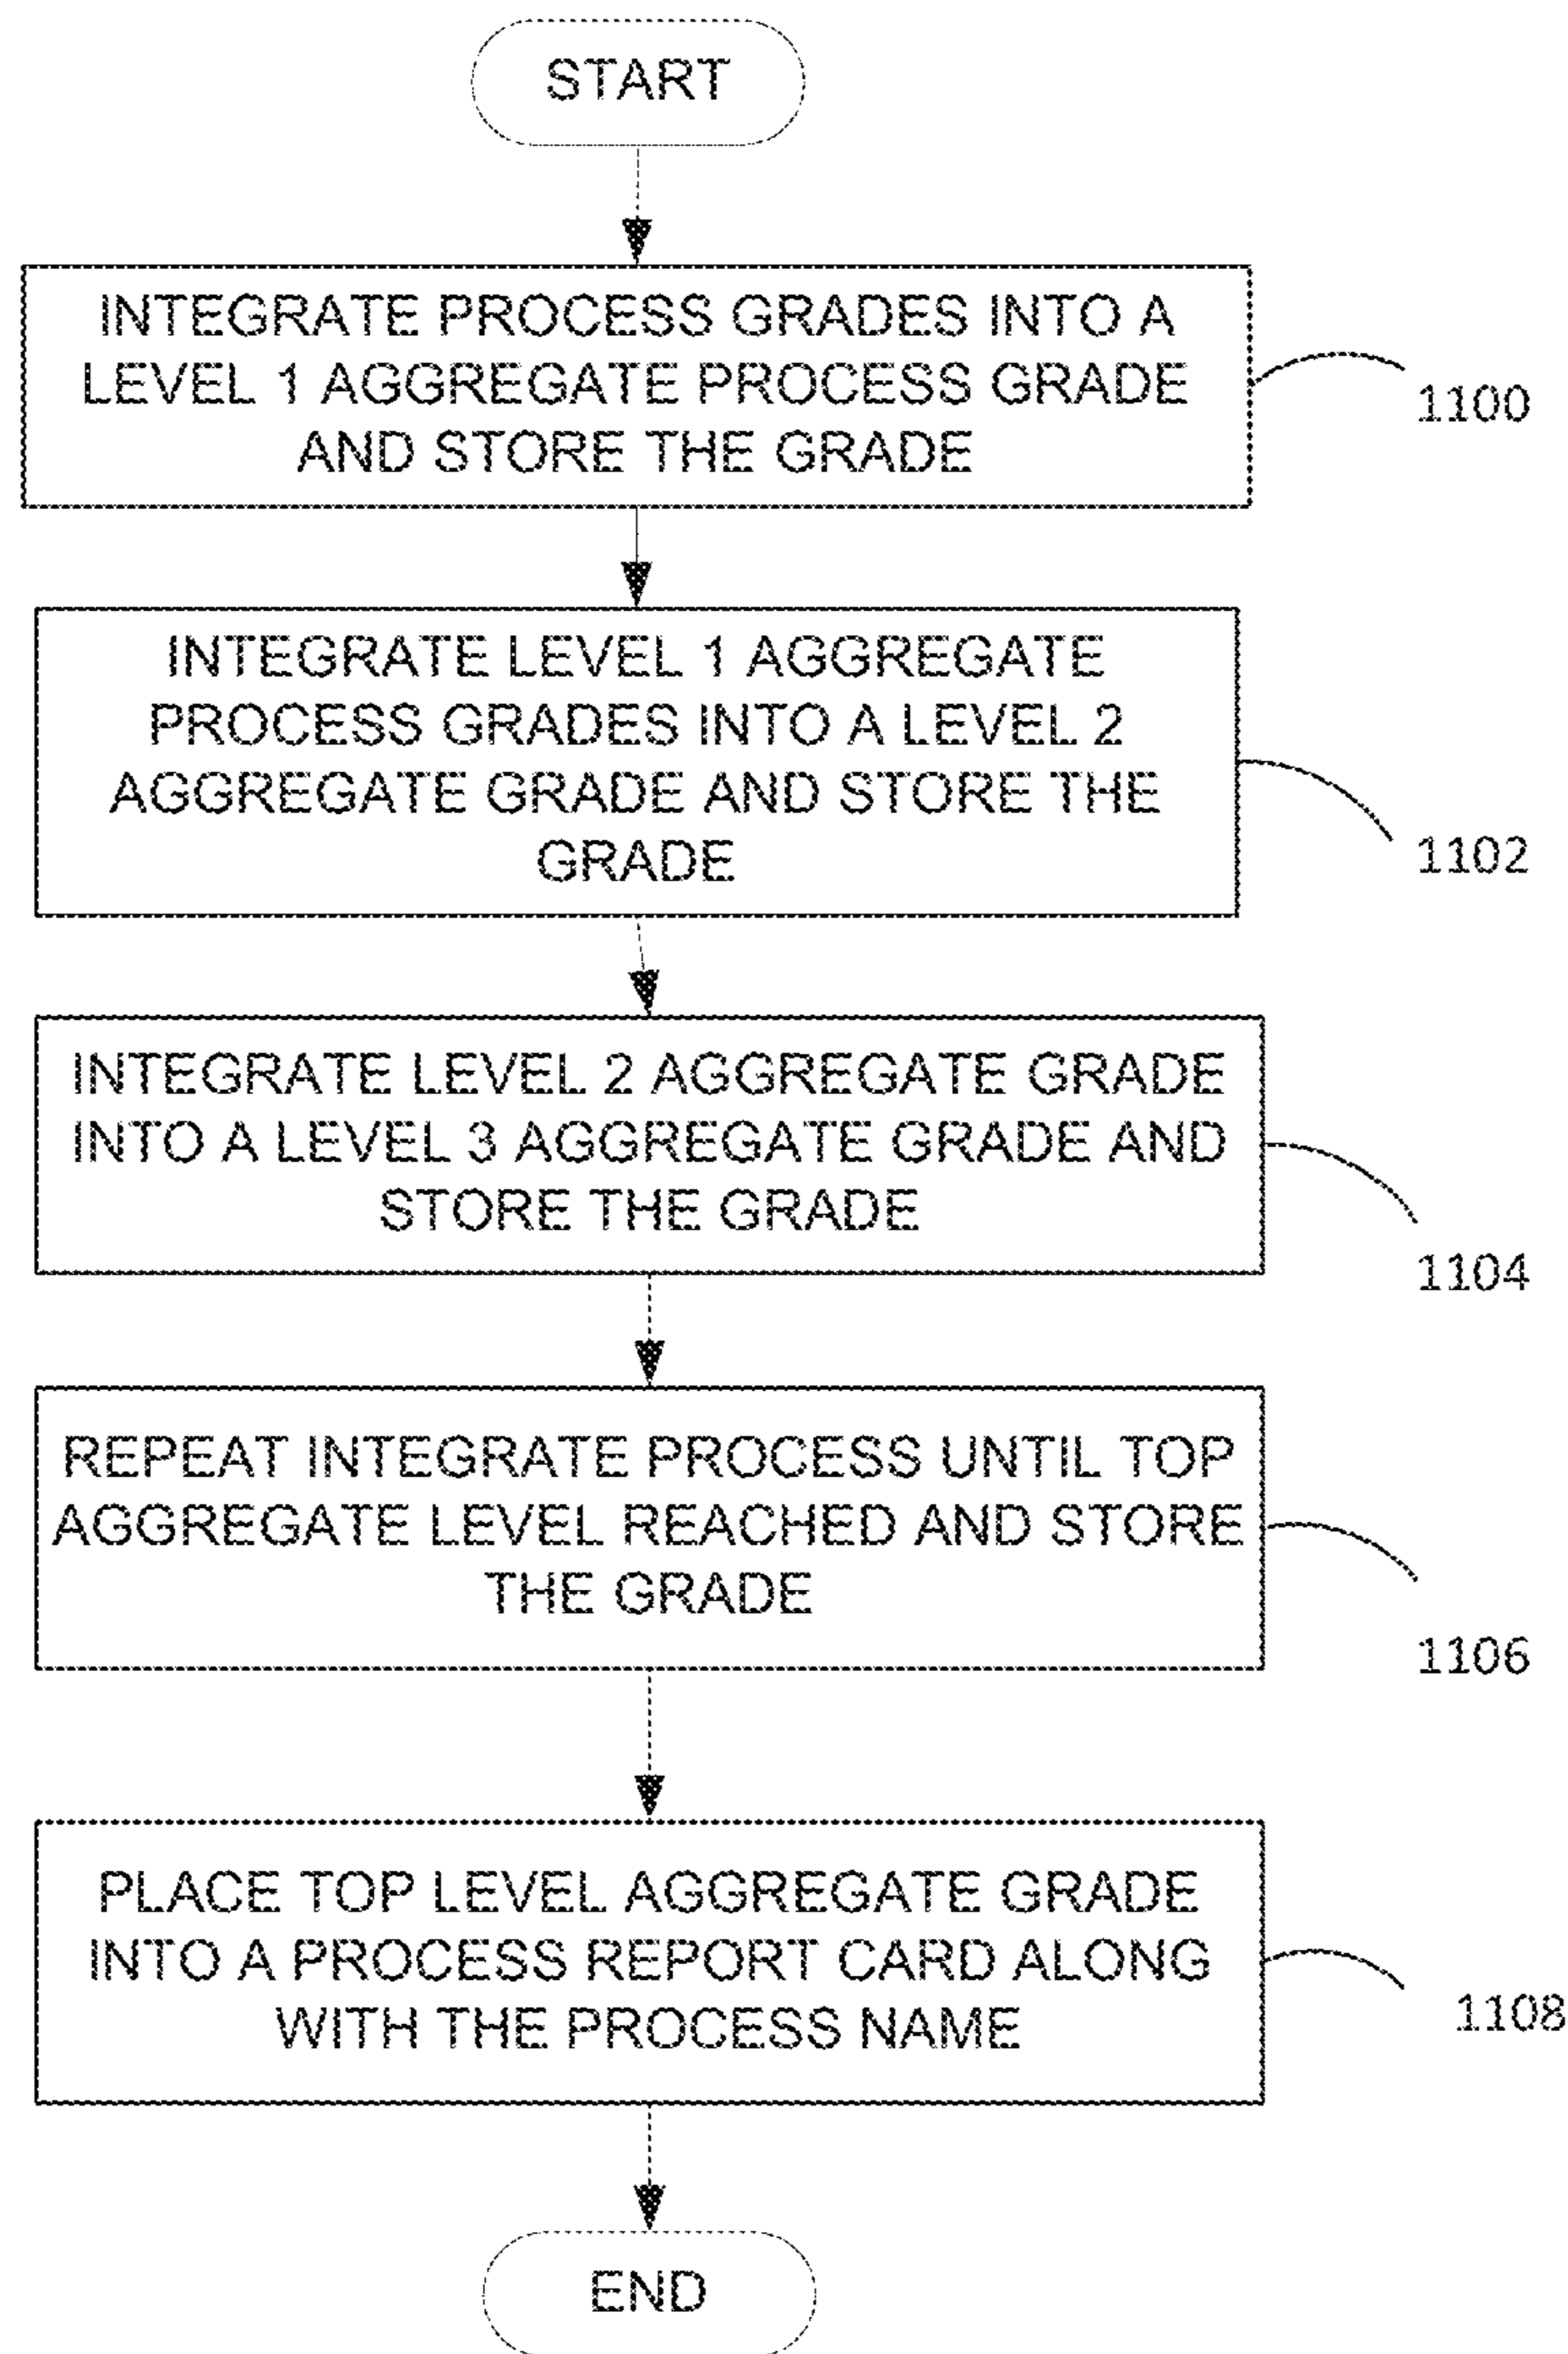 START
INTEGRATE PROCESS GRADES INTO A
LEVEL 1 AGGREGATE PROCESS GRADE
AND STORE THE GRADE
1100
INTEGRATE LEVEL 1 AGGREGATE
PROCESS GRADES INTO A LEVEL 2
AGGREGATE GRADE AND STORE THE
GRADE
1102
INTEGRATE LEVEL 2 AGGREGATE GRADE
INTO A LEVEL 3 AGGREGATE GRADE AND
STORE THE GRADE
1104
REPEAT INTEGRATE PROCESS UNTIL TOP
AGGREGATE LEVEL REACHED AND STORE
THE GRADE
1106
PLACE TOP LEVEL AGGREGATE GRADE
INTO A PROCESS REPORT CARD ALONG
WITH THE PROCESS NAME
1108
END